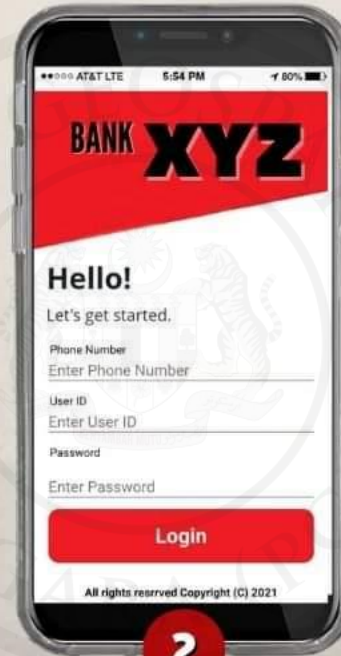 AT&T LTE 5:54 PM 80%
BANK XYZ
Hello!
Let's get started.
Phone Number
Enter Phone Number
User ID
Enter User ID
Password
Enter Password
Login
All rights resrrved Copyright (C) 2021
2